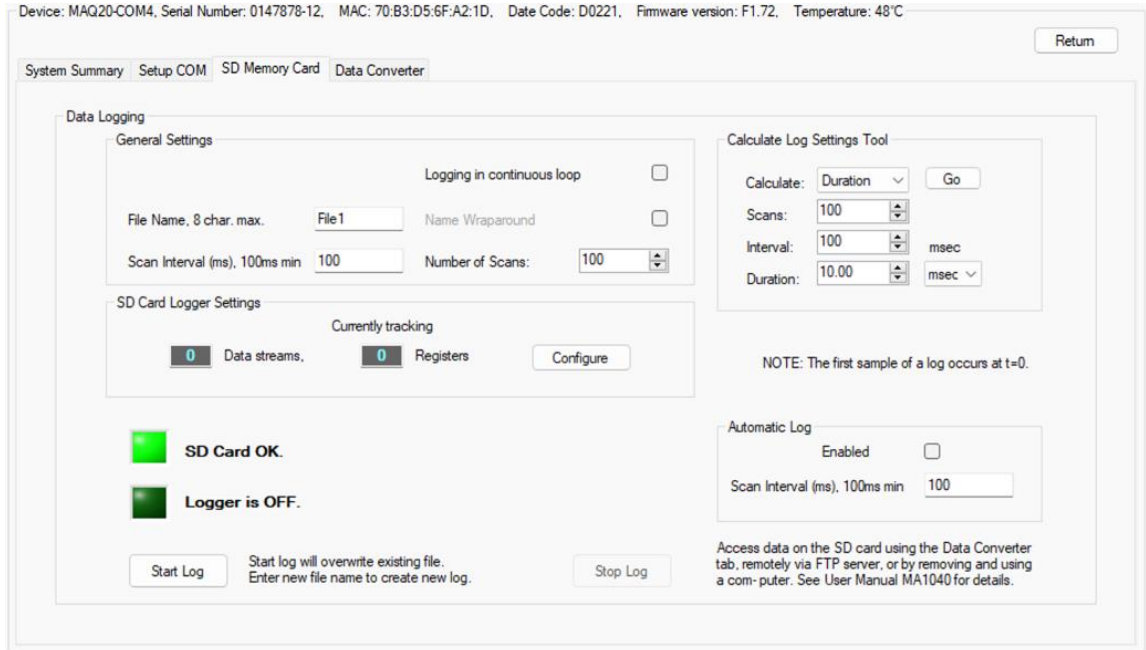 Device: MAQ20-COM4, Serial Number: 0147878-12,    MAC: 70:B3:D5:6F:A2:1D,    Date Code: D0221,    Firmware version: F1.72,    Temperature: 48°C
Return
System Summary  Setup COM  SD Memory Card  Data Converter
Data Logging
General Settings
Logging in continuous loop
File Name, 8 char. max.  File1  Name Wraparound
Scan Interval (ms), 100ms min  100  Number of Scans:  100
SD Card Logger Settings
Currently tracking
0  Data streams,  0  Registers  Configure
SD Card OK.
Logger is OFF.
Start Log
Start log will overwrite existing file.
Enter new file name to create new log.
Stop Log
Calculate Log Settings Tool
Calculate:  Duration  Go
Scans:  100
Interval:  100  msec
Duration:  10.00  msec
NOTE: The first sample of a log occurs at t=0.
Automatic Log
Enabled
Scan Interval (ms), 100ms min  100
Access data on the SD card using the Data Converter
tab, remotely via FTP server, or by removing and using
a com- puter. See User Manual MA1040 for details.